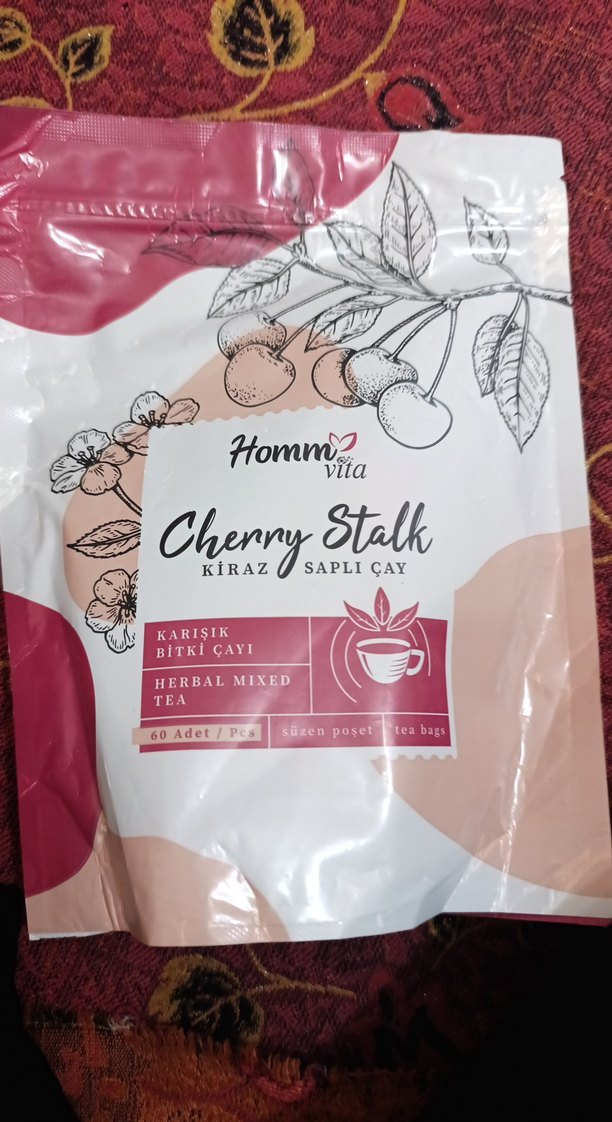 Homm
vita
Cherry Stalk
KİRAZ SAPLI ÇAY
KARIŞIK
BİTKİ ÇAYI
HERBAL MIXED
TEA
60 Adet / Pcs süzen poşet tea bags